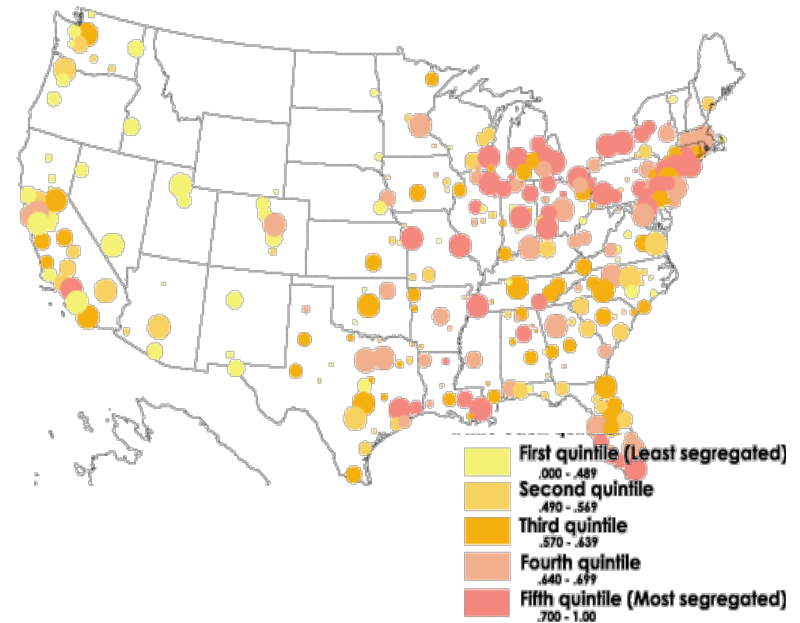 First quintile (Least segregated)
.000 - .489
Second quintile
.490 - .569
Third quintile
.570 - .639
Fourth quintile
.640 - .699
Fifth quintile (Most segregated)
.700 - 1.00